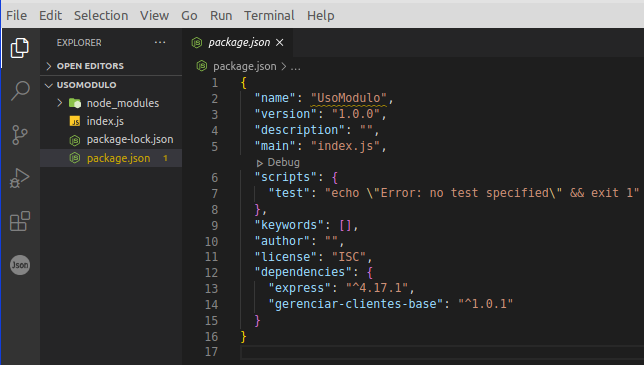 File Edit Selection View Go Run Terminal Help
EXPLORER ···
OPEN EDITORS
USOMODULO
node_modules
JS index.js
package-lock.json
package.json 1
Json
package.json ×
package.json > ...
1 {
2 "name": "UsoModulo",
3 "version": "1.0.0",
4 "description": "",
5 "main": "index.js",
Debug
6 "scripts": {
7 "test": "echo \"Error: no test specified\" && exit 1"
8 },
9 "keywords": [],
10 "author": "",
11 "license": "ISC",
12 "dependencies": {
13 "express": "^4.17.1",
14 "gerenciar-clientes-base": "^1.0.1"
15 }
16 }
17